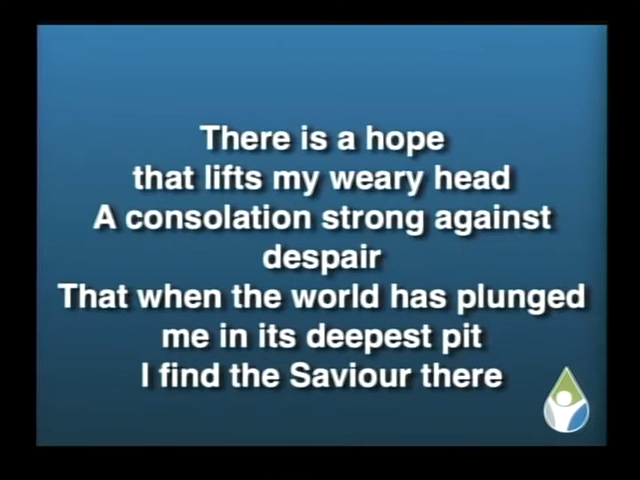 There is a hope
that lifts my weary head
A consolation strong against
despair
That when the world has plunged
me in its deepest pit
I find the Saviour there